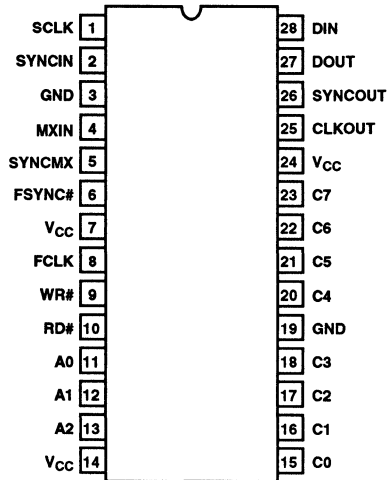 SCLK 1 28 DIN
SYNCIN 2 27 DOUT
GND 3 26 SYNCOUT
MXIN 4 25 CLKOUT
SYNCMX 5 24 VCC
FSYNC# 6 23 C7
VCC 7 22 C6
FCLK 8 21 C5
WR# 9 20 C4
RD# 10 19 GND
A0 11 18 C3
A1 12 17 C2
A2 13 16 C1
VCC 14 15 C0